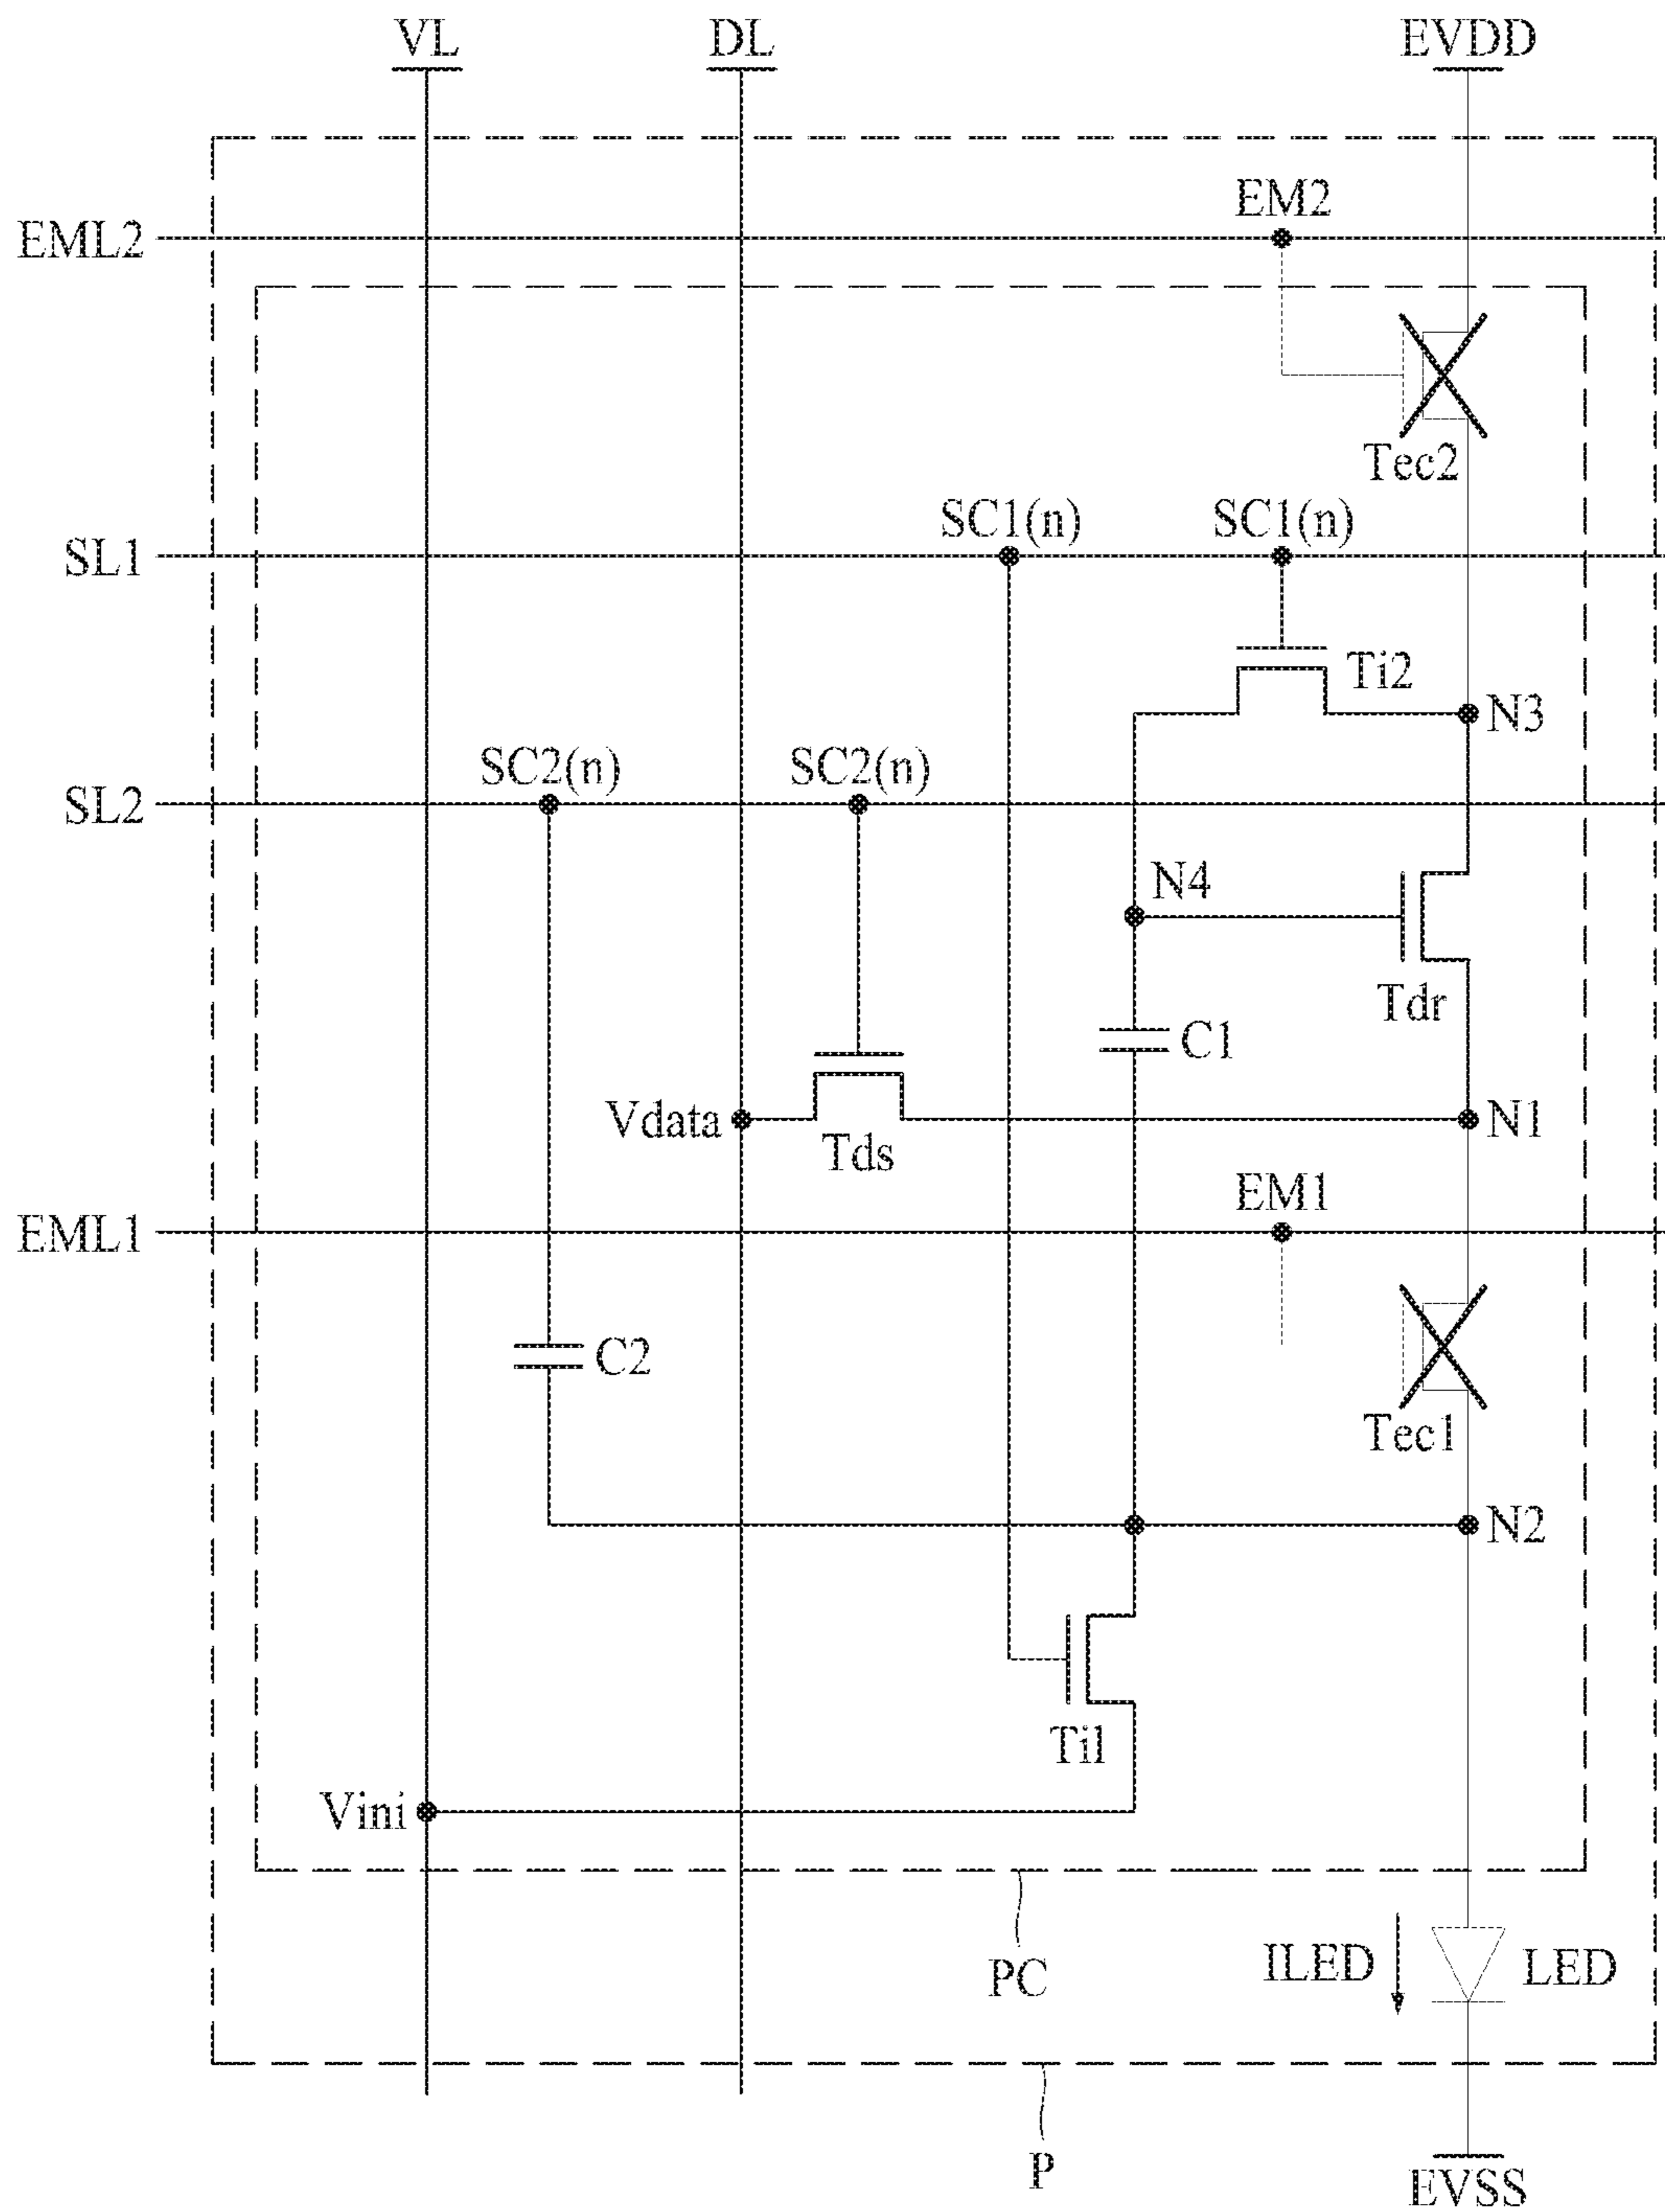 VL
DL
EVDD
EM2
EML2
Tec2
SC1(n)
SC1(n)
SL1
Ti2
N3
SC2(n)
SC2(n)
SL2
N4
Tdr
C1
Vdata
N1
Tds
EM1
EML1
C2
Tec1
N2
Ti1
Vini
ILED
LED
PC
P
EVSS